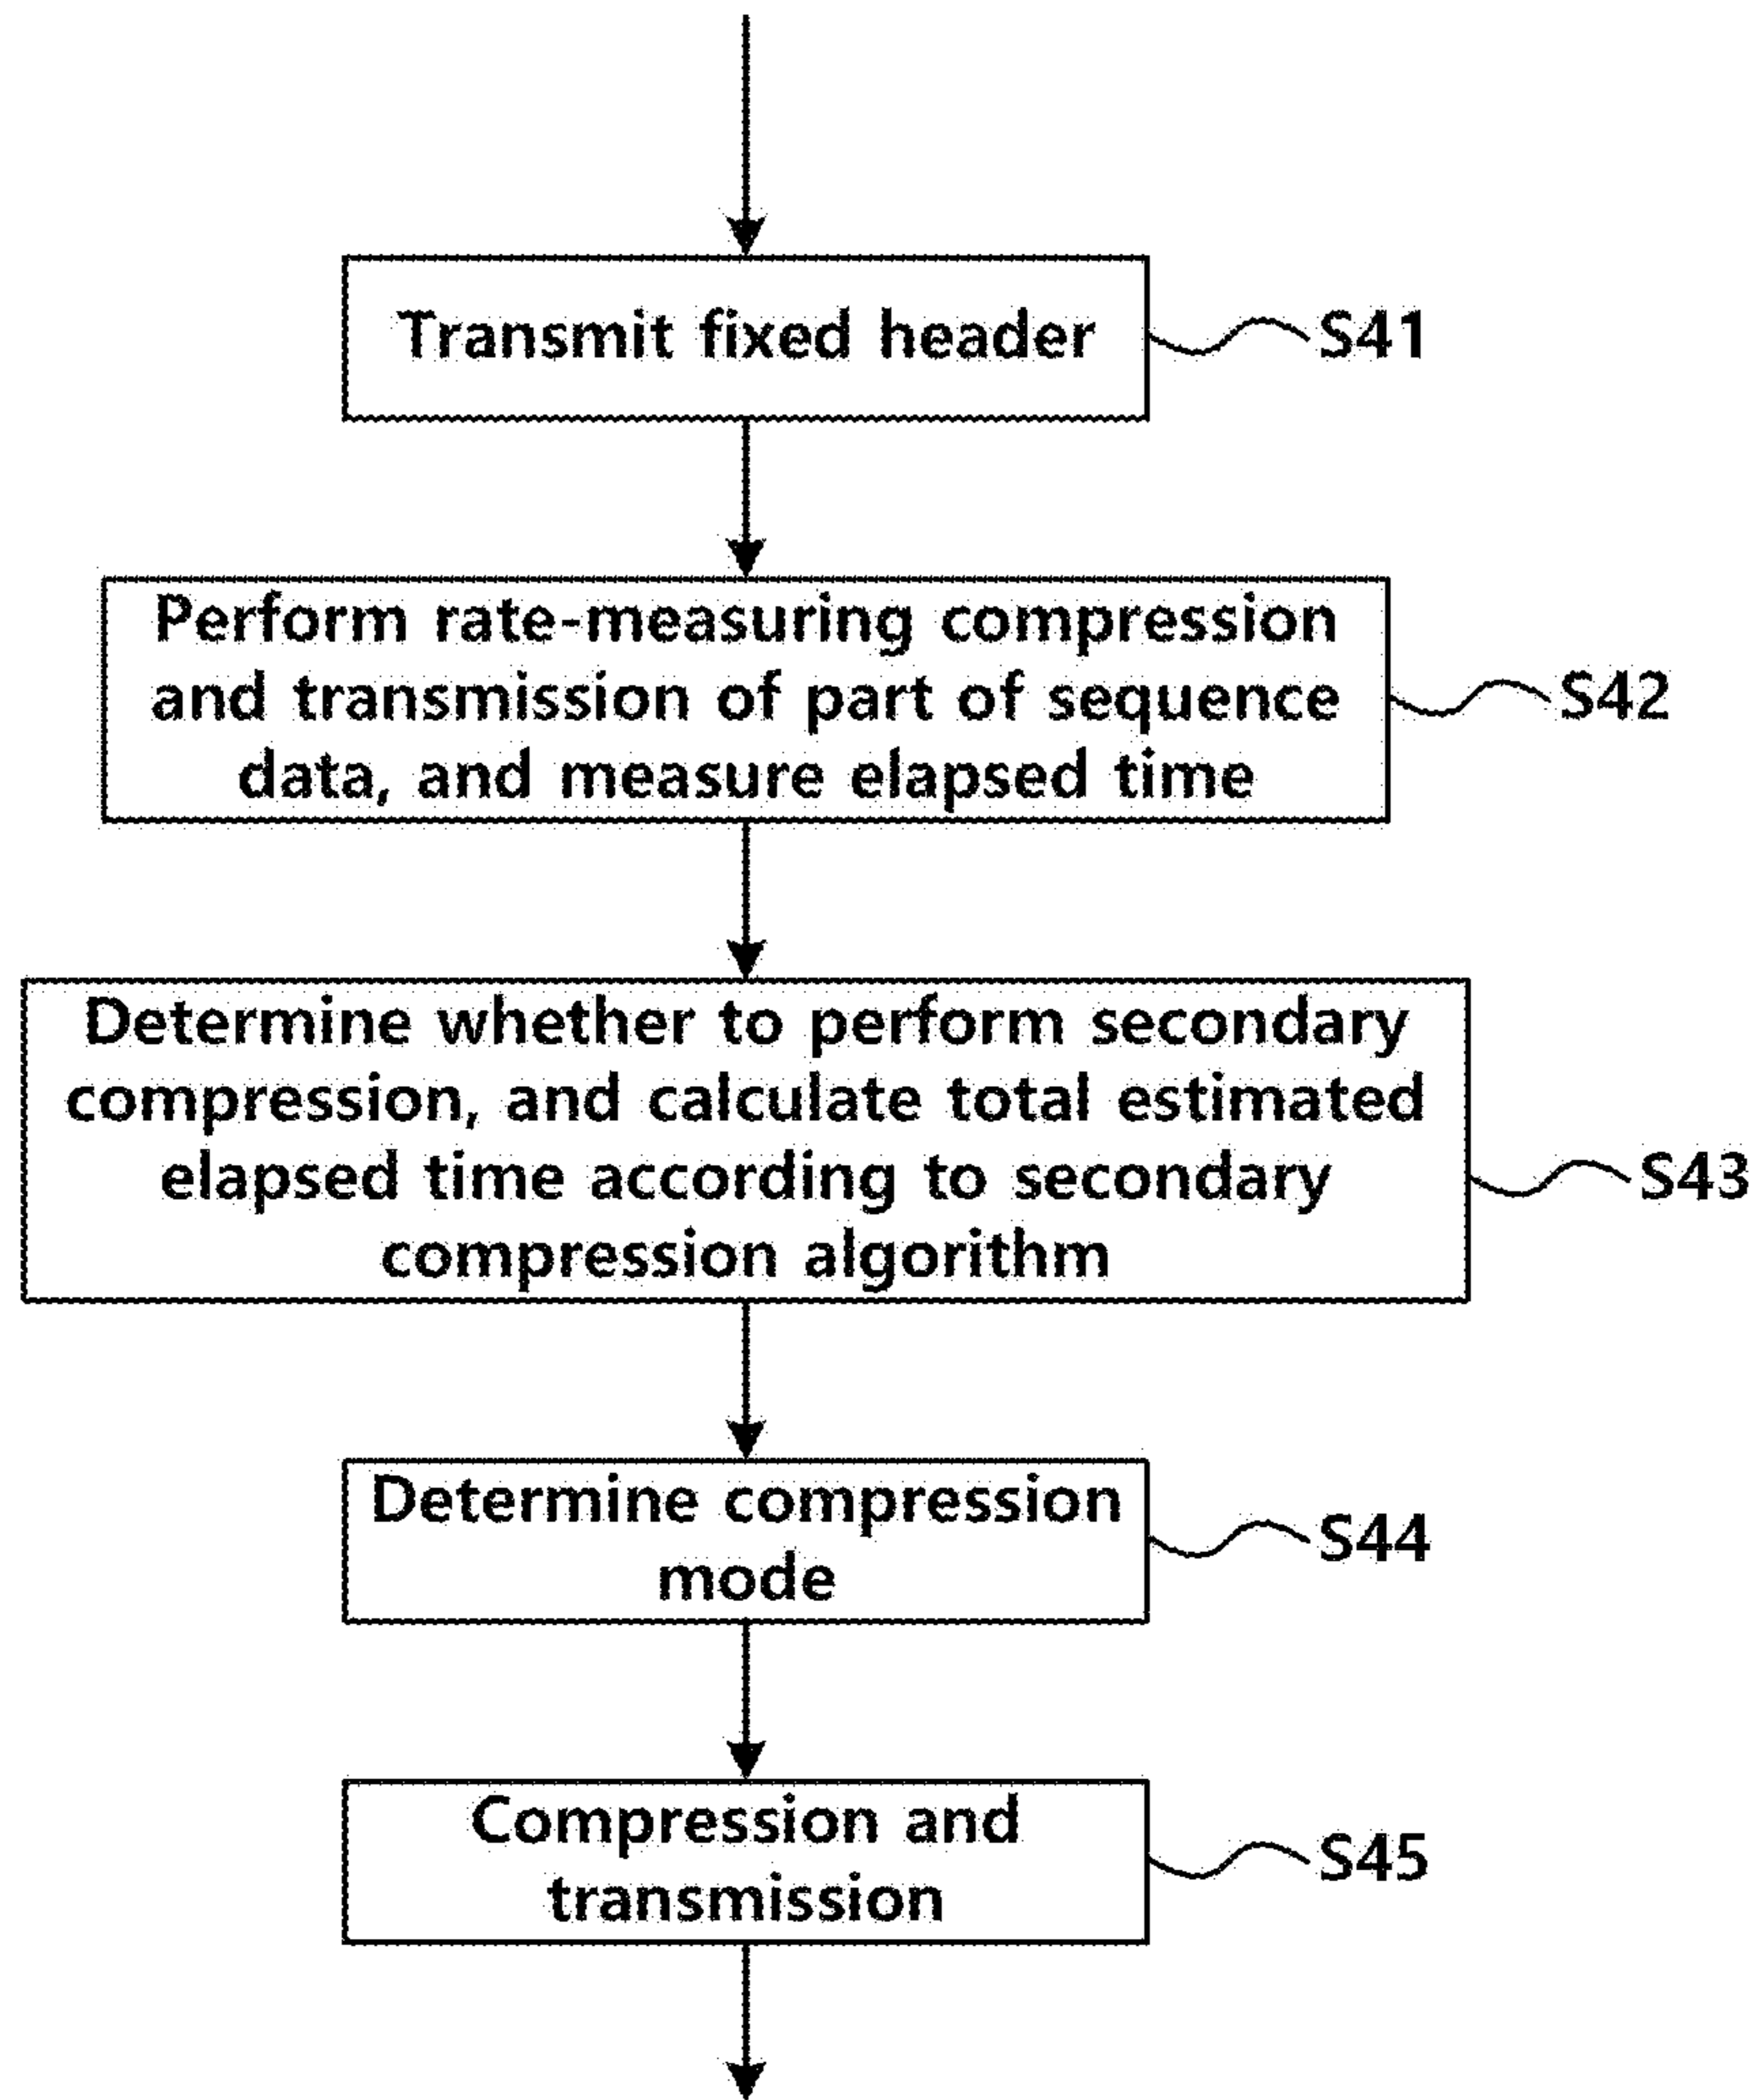 Transmit fixed header
S41
Perform rate-measuring compression
and transmission of part of sequence
data, and measure elapsed time
S42
Determine whether to perform secondary
compression, and calculate total estimated
elapsed time according to secondary
compression algorithm
S43
Determine compression
mode
S44
Compression and
transmission
S45